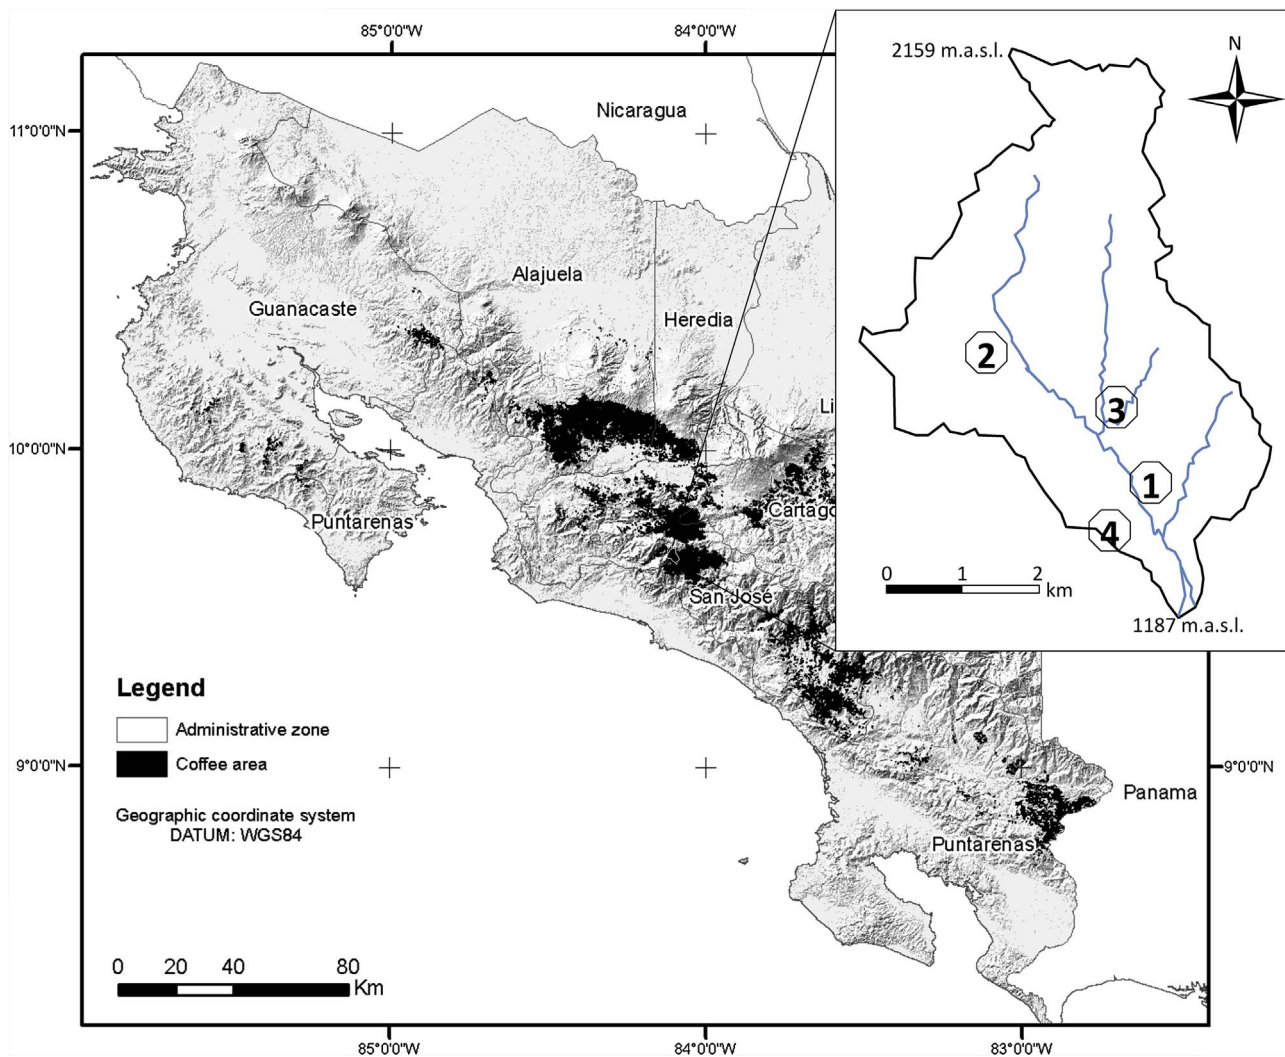 85°0'0"W
84°0'0"W
2159 m.a.s.l.
N
11°0'0"N
Nicaragua
Alajuela
Guanacaste
Heredia
2
3
Li
10°0'0"N
1
Cartago
4
Puntarenas
0 1 2
km
San José
1187 m.a.s.l.
Legend
Administrative zone
Coffee area
9°0'0"N
9°0'0"N
Panama
Geographic coordinate system
DATUM: WGS84
Puntarenas
0 20 40 80
Km
85°0'0"W
84°0'0"W
83°0'0"W